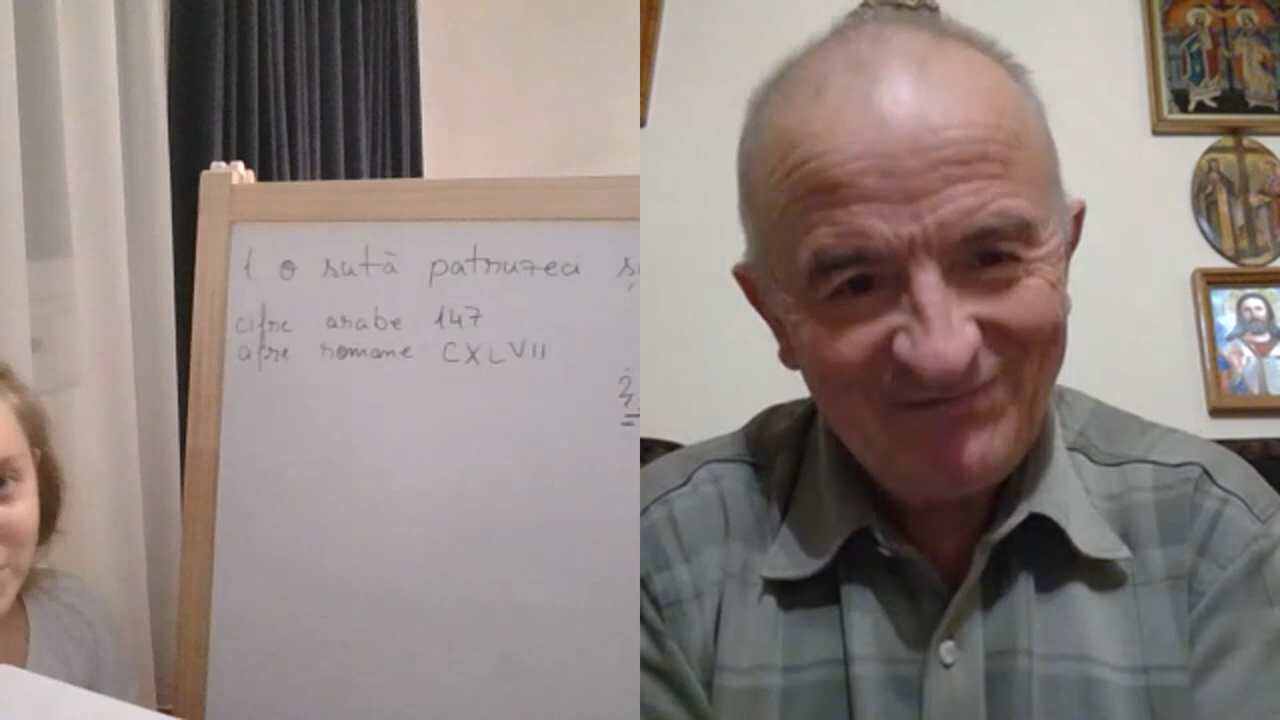 1 o sută patruzeci ș
cifre arabe 147
cifre romane CXLVII